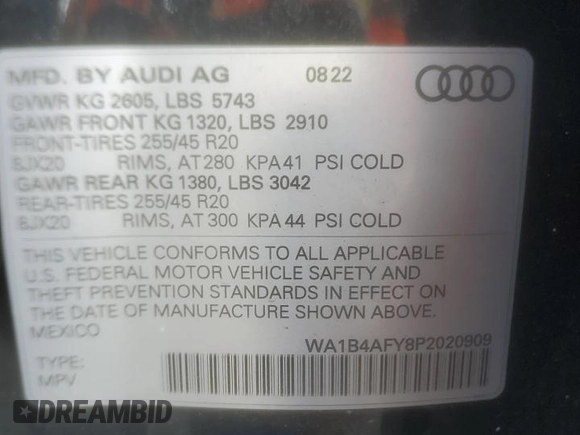 MFD. BY AUDI AG 0822
GVWR KG 2605, LBS 5743
GAWR FRONT KG 1320, LBS 2910
FRONT-TIRES 255/45 R20
8JX20 RIMS, AT 280 KPA 41 PSI COLD
GAWR REAR KG 1380, LBS 3042
REAR-TIRES 255/45 R20
8JX20 RIMS, AT 300 KPA 44 PSI COLD
THIS VEHICLE CONFORMS TO ALL APPLICABLE
U.S. FEDERAL MOTOR VEHICLE SAFETY AND
THEFT PREVENTION STANDARDS IN EFFECT ON
THE DATE OF MANUFACTURE SHOWN ABOVE.
MEXICO
WA1B4AFY8P2020909
TYPE:
MPV
DREAMBID